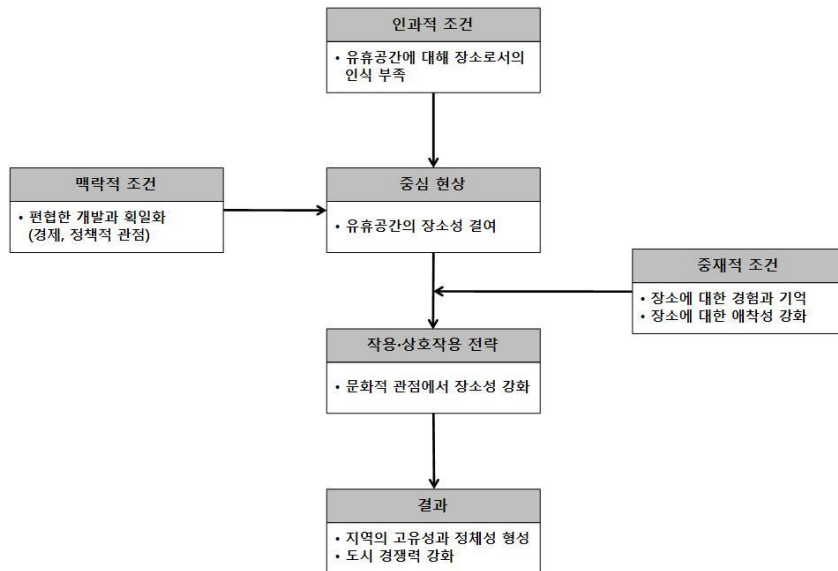 인과적 조건
• 유휴공간에 대해 장소로서의
인식 부족
맥락적 조건
• 편협한 개발과 획일화
(경제, 정책적 관점)
중심 현상
• 유휴공간의 장소성 결여
중재적 조건
• 장소에 대한 경험과 기억
• 장소에 대한 애착성 강화
작용·상호작용 전략
• 문화적 관점에서 장소성 강화
결과
• 지역의 고유성과 정체성 형성
• 도시 경쟁력 강화